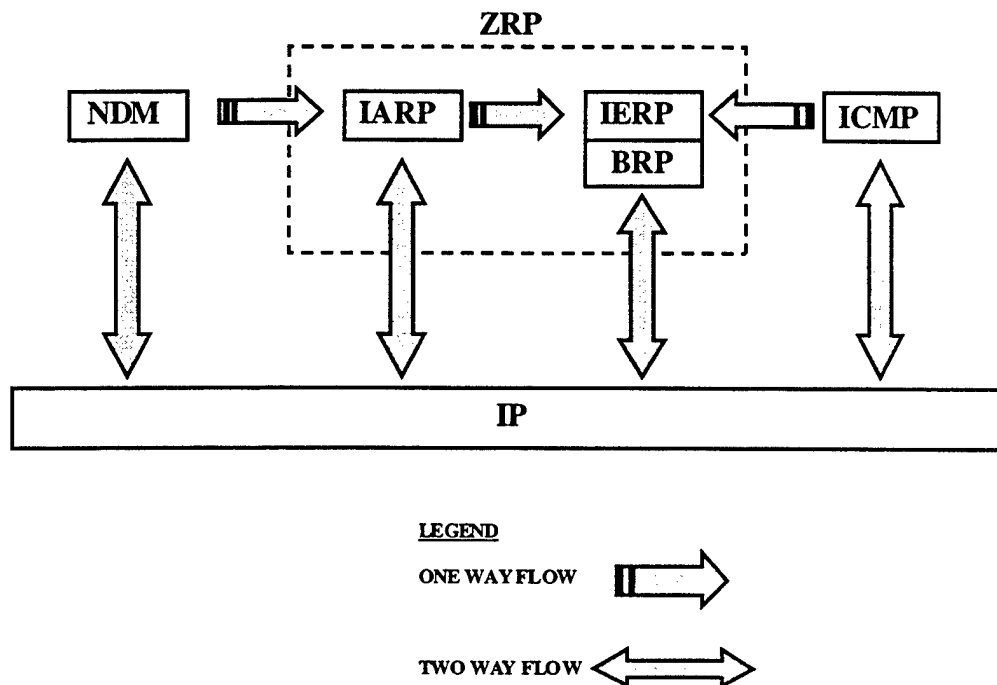 ZRP
NDM
IARP
IERP
ICMP
BRP
IP
LEGEND
ONE WAY FLOW
TWO WAY FLOW